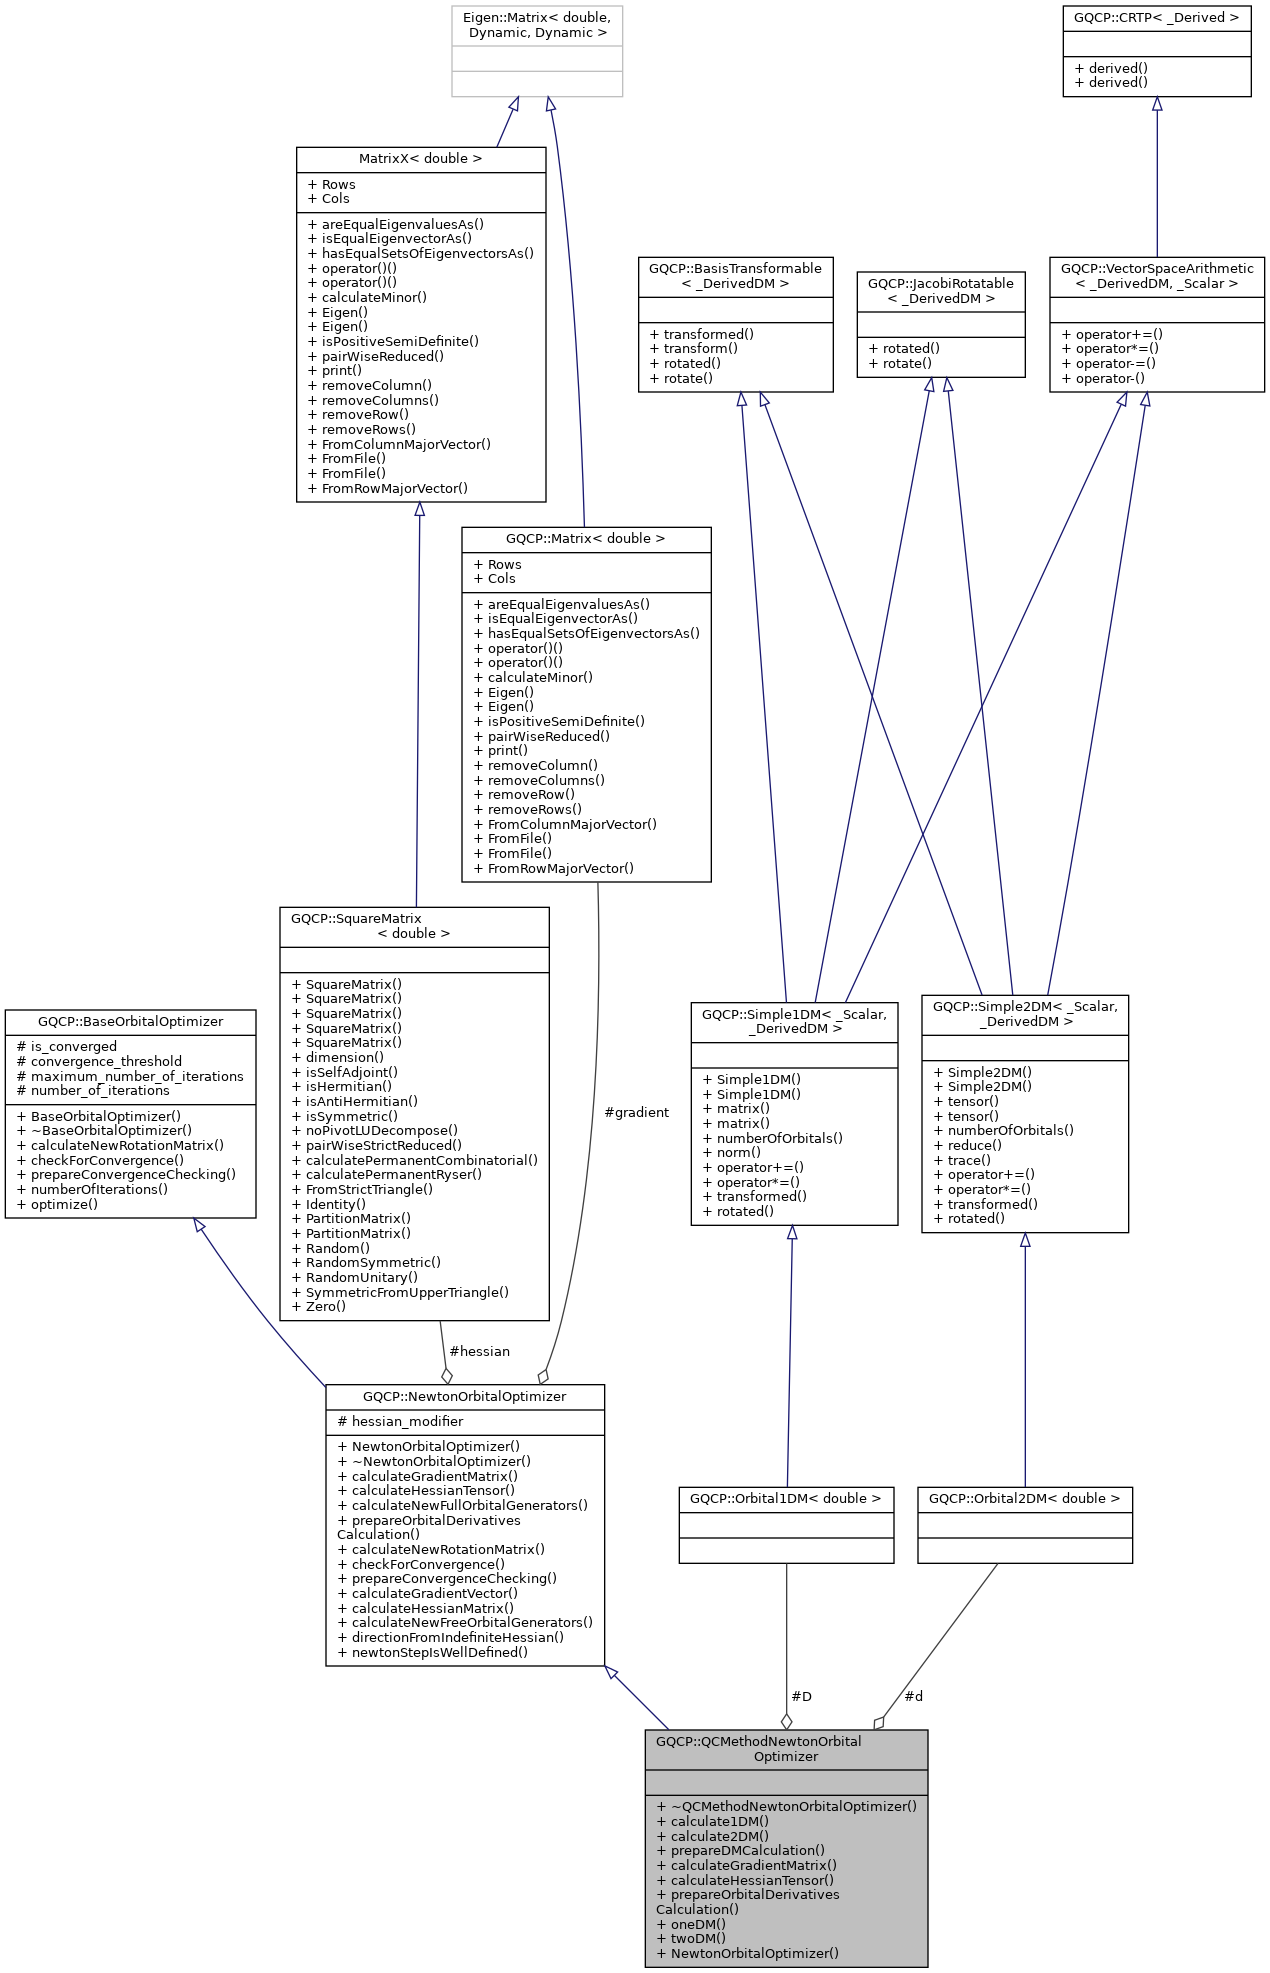 Eigen::Matrix< double,
Dynamic, Dynamic >
GQCP::CRTP< _Derived >
+ derived()
+ derived()
MatrixX< double >
+ Rows
+ Cols
+ areEqualEigenvaluesAs()
+ isEqualEigenvectorAs()
+ hasEqualSetsOfEigenvectorsAs()
+ operator()()
+ operator()()
+ calculateMinor()
+ Eigen()
+ Eigen()
+ isPositiveSemiDefinite()
+ pairWiseReduced()
+ print()
+ removeColumn()
+ removeColumns()
+ removeRow()
+ removeRows()
+ FromColumnMajorVector()
+ FromFile()
+ FromFile()
+ FromRowMajorVector()
GQCP::BasisTransformable
< _DerivedDM >
+ transformed()
+ transform()
+ rotated()
+ rotate()
GQCP::JacobiRotatable
< _DerivedDM >
+ rotated()
+ rotate()
GQCP::VectorSpaceArithmetic
< _DerivedDM, _Scalar >
+ operator+=()
+ operator*=()
+ operator-=()
+ operator-()
GQCP::Matrix< double >
+ Rows
+ Cols
+ areEqualEigenvaluesAs()
+ isEqualEigenvectorAs()
+ hasEqualSetsOfEigenvectorsAs()
+ operator()()
+ operator()()
+ calculateMinor()
+ Eigen()
+ Eigen()
+ isPositiveSemiDefinite()
+ pairWiseReduced()
+ print()
+ removeColumn()
+ removeColumns()
+ removeRow()
+ removeRows()
+ FromColumnMajorVector()
+ FromFile()
+ FromFile()
+ FromRowMajorVector()
GQCP::SquareMatrix
< double >
+ SquareMatrix()
+ SquareMatrix()
+ SquareMatrix()
+ SquareMatrix()
+ SquareMatrix()
+ dimension()
+ isSelfAdjoint()
+ isHermitian()
+ isAntiHermitian()
+ isSymmetric()
+ noPivotLUDecompose()
+ pairWiseStrictReduced()
+ calculatePermanentCombinatorial()
+ calculatePermanentRyser()
+ FromStrictTriangle()
+ Identity()
+ PartitionMatrix()
+ PartitionMatrix()
+ Random()
+ RandomSymmetric()
+ RandomUnitary()
+ SymmetricFromUpperTriangle()
+ Zero()
GQCP::BaseOrbitalOptimizer
# is_converged
# convergence_threshold
# maximum_number_of_iterations
# number_of_iterations
+ BaseOrbitalOptimizer()
+ ~BaseOrbitalOptimizer()
+ calculateNewRotationMatrix()
+ checkForConvergence()
+ prepareConvergenceChecking()
+ numberOfIterations()
+ optimize()
GQCP::Simple1DM< _Scalar,
_DerivedDM >
+ Simple1DM()
+ Simple1DM()
+ matrix()
+ matrix()
+ numberOfOrbitals()
+ norm()
+ operator+=()
+ operator*=()
+ transformed()
+ rotated()
GQCP::Simple2DM< _Scalar,
_DerivedDM >
+ Simple2DM()
+ Simple2DM()
+ tensor()
+ tensor()
+ numberOfOrbitals()
+ reduce()
+ trace()
+ operator+=()
+ operator*=()
+ transformed()
+ rotated()
#gradient
#hessian
GQCP::NewtonOrbitalOptimizer
# hessian_modifier
+ NewtonOrbitalOptimizer()
+ ~NewtonOrbitalOptimizer()
+ calculateGradientMatrix()
+ calculateHessianTensor()
+ calculateNewFullOrbitalGenerators()
+ prepareOrbitalDerivatives
Calculation()
+ calculateNewRotationMatrix()
+ checkForConvergence()
+ prepareConvergenceChecking()
+ calculateGradientVector()
+ calculateHessianMatrix()
+ calculateNewFreeOrbitalGenerators()
+ directionFromIndefiniteHessian()
+ newtonStepIsWellDefined()
GQCP::Orbital1DM< double >
GQCP::Orbital2DM< double >
#D
#d
GQCP::QCMethodNewtonOrbital
Optimizer
+ ~QCMethodNewtonOrbitalOptimizer()
+ calculate1DM()
+ calculate2DM()
+ prepareDMCalculation()
+ calculateGradientMatrix()
+ calculateHessianTensor()
+ prepareOrbitalDerivatives
Calculation()
+ oneDM()
+ twoDM()
+ NewtonOrbitalOptimizer()